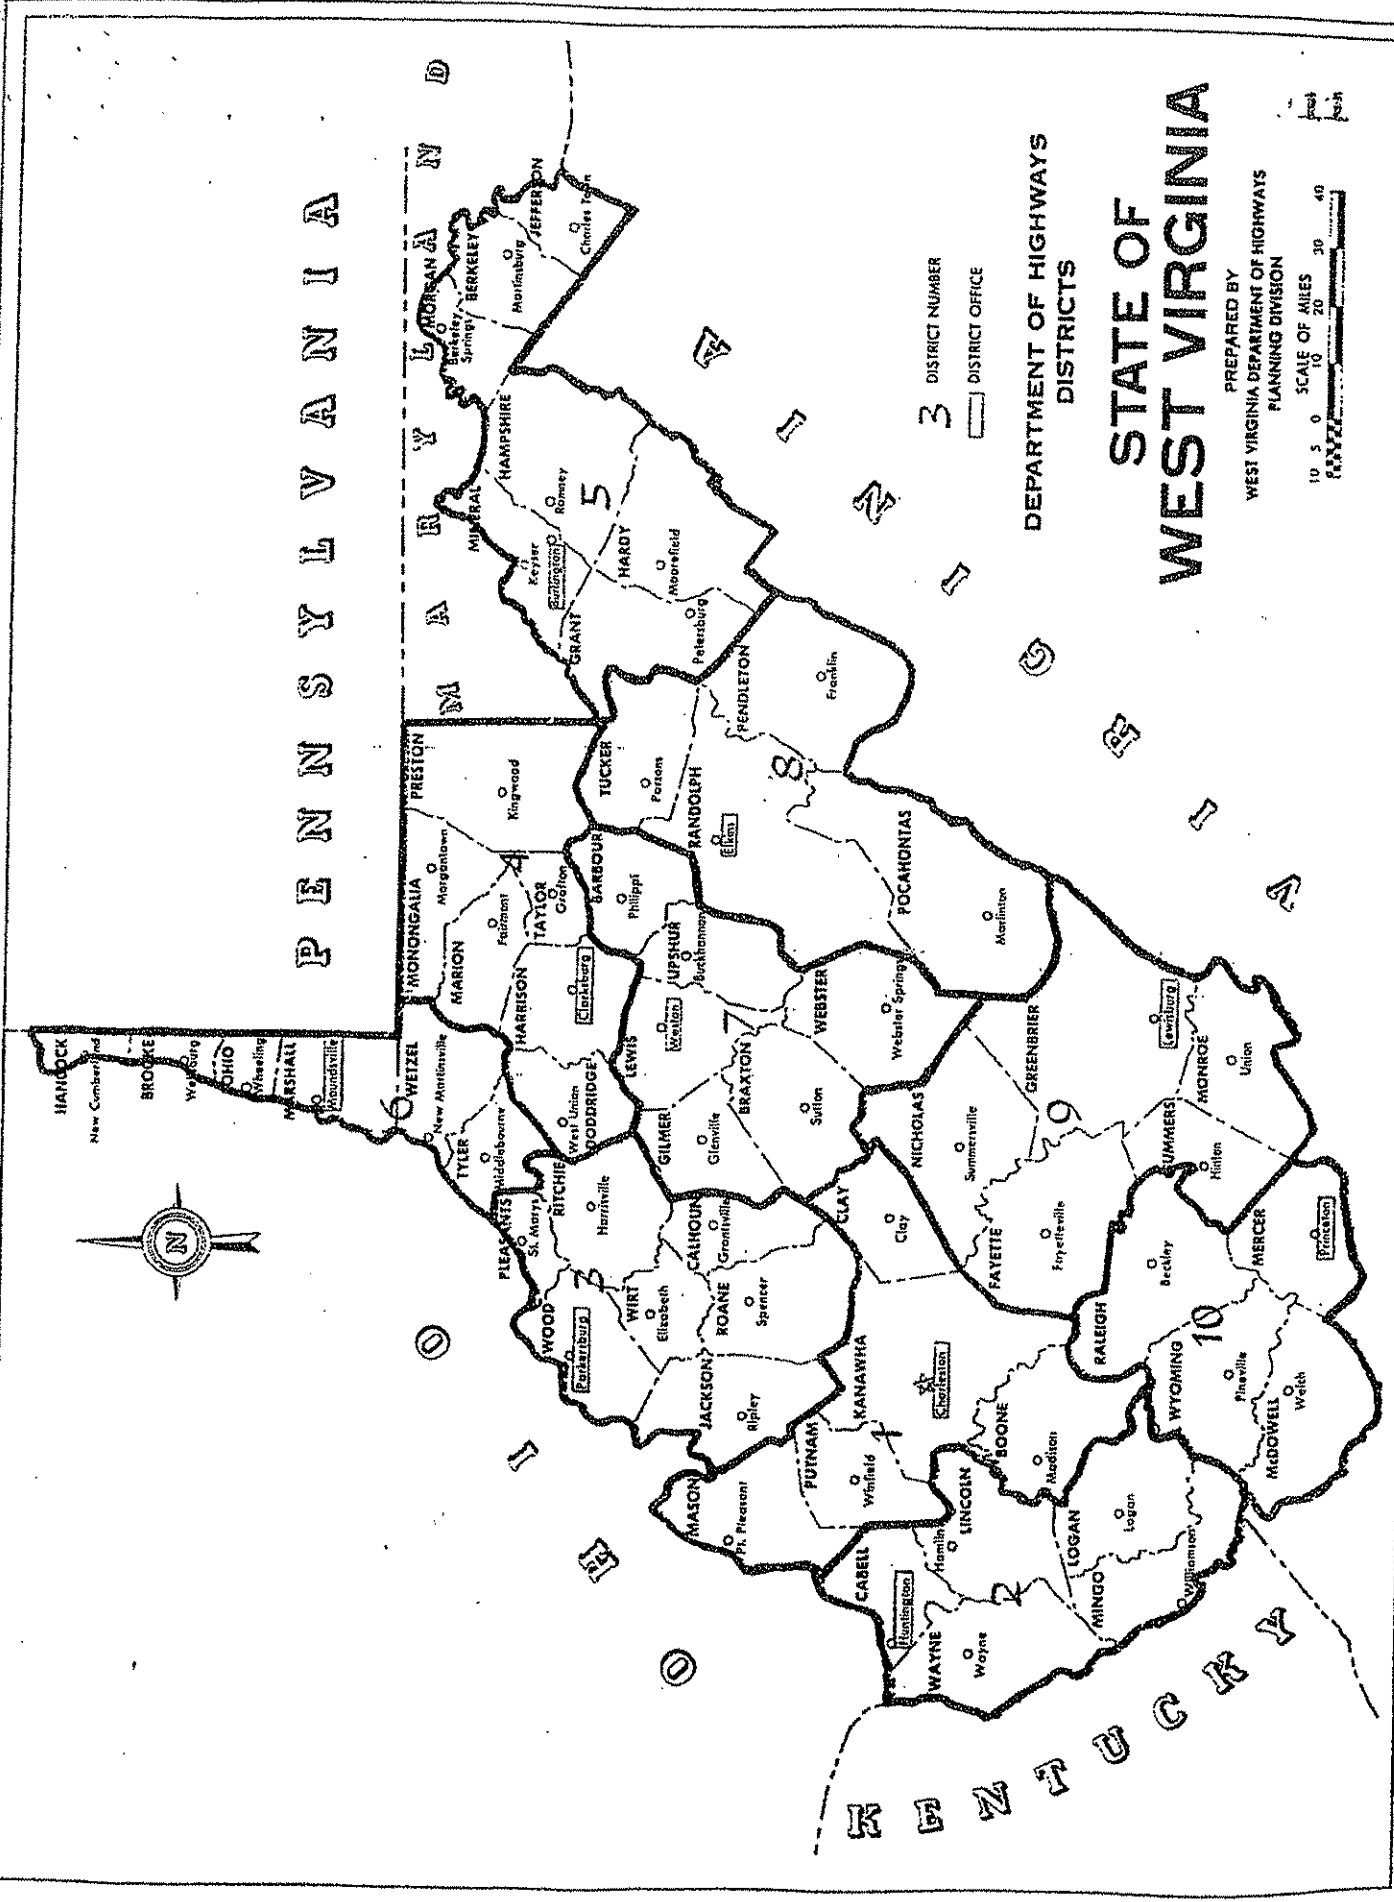 PENNSYLVANIA
MARYLAND
VIRGINIA
KENTUCKY
OHIO
N
HANCOCK
New Cumberland
BROOKE
OHIO
Wheeling
MARSHALL
Moundsville
6
WETZEL
New Martinsville
TYLER
Middlebourne
PLEASANTS
St. Marys
RITCHIE
Harrisville
WOOD
Parkersburg
3
WIRT
Elizabeth
CALHOUN
Grantsville
ROANE
Spencer
JACKSON
Ripley
MONONGALIA
Morgantown
PRESTON
Kingwood
MARION
Fairmont
4
TAYLOR
Grafton
HARRISON
Clarksburg
DODDRIDGE
West Union
BARBOUR
Philippi
UPSHUR
Buckhannon
LEWIS
Weston
7
GILMER
Glenville
BRAXTON
Sutton
WEBSTER
Webster Springs
TUCKER
Parsons
RANDOLPH
Elkins
8
PENDLETON
Franklin
POCAHONTAS
Marlinton
MINERAL
Keyser
Burlington
GRANT
Petersburg
HARDY
Moorefield
5
HAMPSHIRE
Romney
MORGAN
Berkeley
Springs
BERKELEY
Martinsburg
JEFFERSON
Charles Town
MASON
Pt. Pleasant
PUTNAM
Winfield
1
KANAWHA
Charleston
CLAY
Clay
BOONE
Madison
CABELL
Huntington
WAYNE
Wayne
2
LINCOLN
Hamlin
LOGAN
Logan
MINGO
Williamson
NICHOLAS
Summersville
GREENBRIER
Lewisburg
9
FAYETTE
Fayetteville
SUMMERS
Hinton
MONROE
Union
RALEIGH
Beckley
WYOMING
Pineville
10
McDOWELL
Welch
MERCER
Princeton
3 DISTRICT NUMBER
DISTRICT OFFICE
DEPARTMENT OF HIGHWAYS
DISTRICTS
STATE OF
WEST VIRGINIA
PREPARED BY
WEST VIRGINIA DEPARTMENT OF HIGHWAYS
PLANNING DIVISION
SCALE OF MILES
10 5 0 10 20 30 40